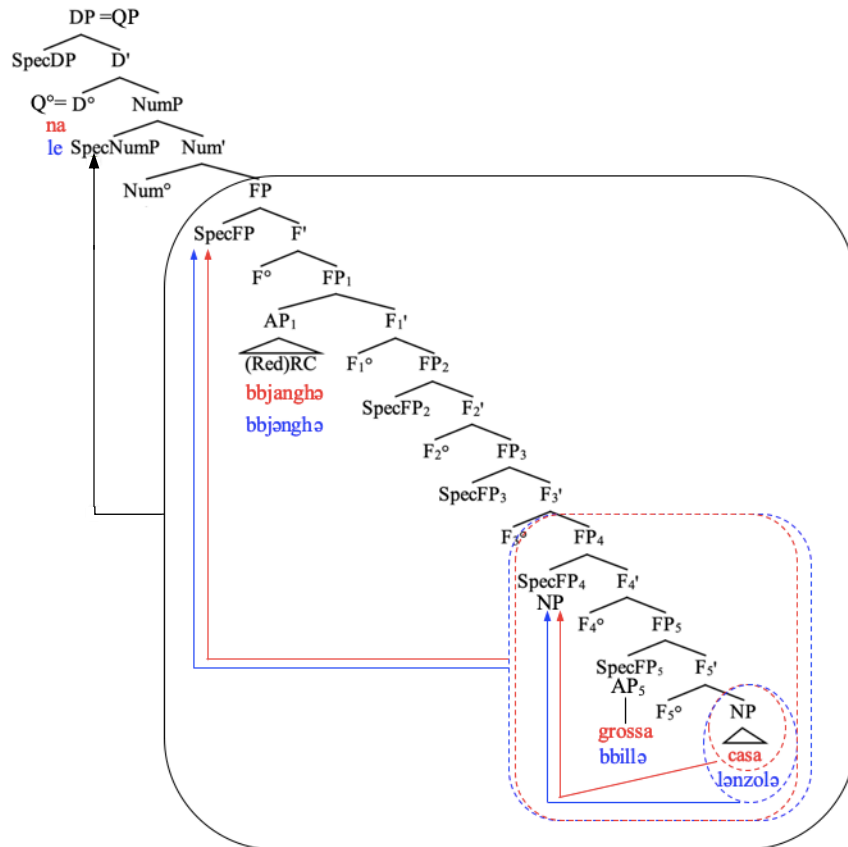 DP =QP
SpecDP D'
Q°= D° NumP
na
le SpecNumP Num'
Num° FP
SpecFP F'
F° FP₁
AP₁ F₁'
(Red)RC F₁° FP₂
bbjanghə SpecFP₂ F₂'
bbjənghə
F₂° FP₃
SpecFP₃ F₃'
F₃° FP₄
SpecFP₄ F₄'
NP F₄° FP₅
SpecFP₅ F₅'
AP₅ F₅° NP
grossa
bbillə casa
lənzolə